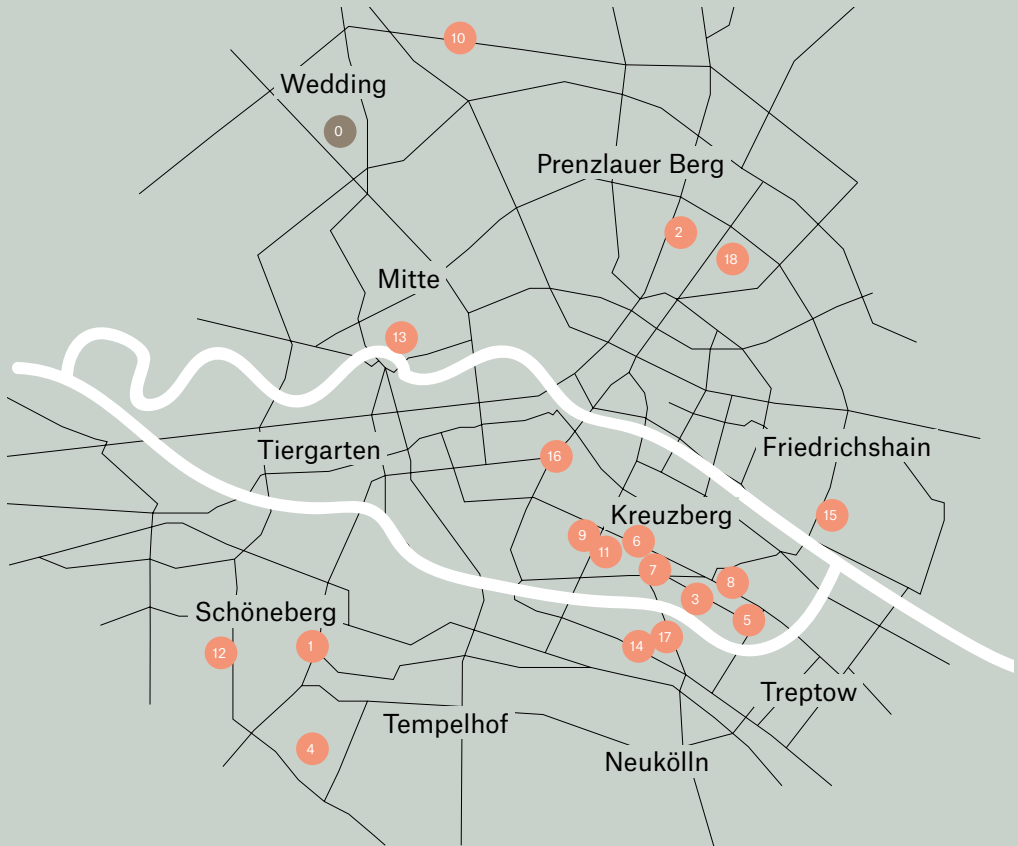 10
Wedding
0
Prenzlauer Berg
2
18
Mitte
13
Tiergarten
16
Friedrichshain
Kreuzberg
15
9
6
11
7
8
3
Schöneberg
5
12
1
14
17
Treptow
Tempelhof
4
Neukölln